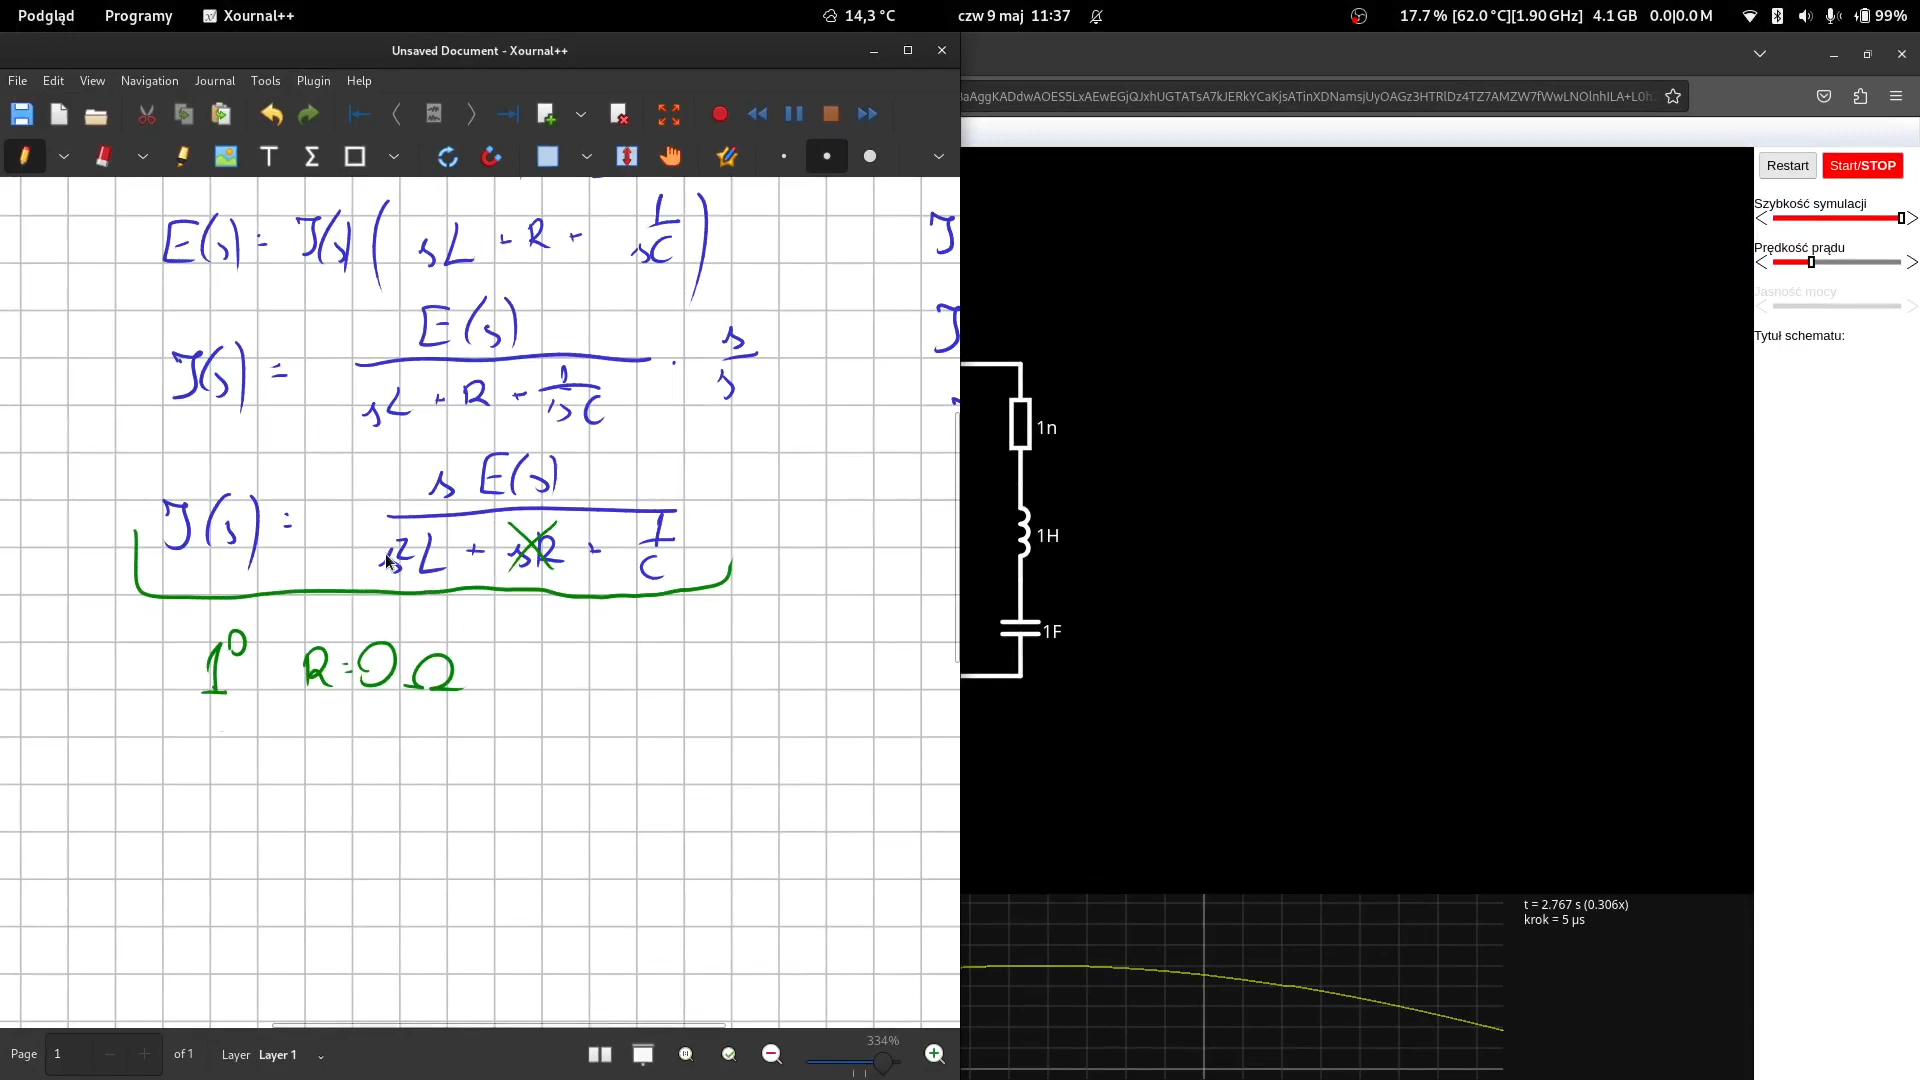 Podgląd Programy Xournal++ 14,3 °C czw 9 maj 11:37 17.7 % [62.0 °C][1.90 GHz] 4.1 GB 0.0|0.0 M 99%
Unsaved Document - Xournal++
File Edit View Navigation Journal Tools Plugin Help
E(s) = I(s) ( sL + R + 1/sC )
I(s) = E(s) / (sL + R + 1/sC) · s/s
I(s) = s E(s) / (s²L + sR + 1/C)
1⁰ R = 0 Ω
Page 1 of 1 Layer Layer 1 334%
Restart Start/STOP
Szybkość symulacji
Prędkość prądu
Jasność mocy
Tytuł schematu:
1n
1H
1F
t = 2.767 s (0.306x)
krok = 5 µs